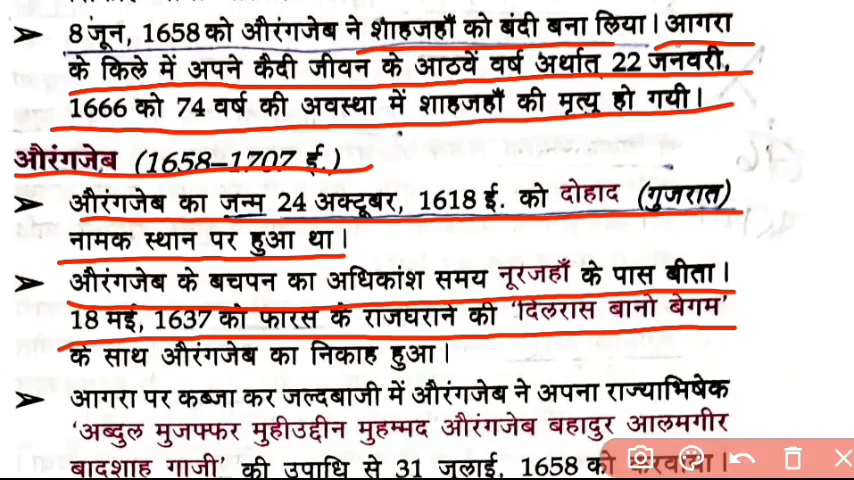 ➤ 8 जून, 1658 को औरंगजेब ने शाहजहाँ को बंदी बना लिया। आगरा
के किले में अपने कैदी जीवन के आठवें वर्ष अर्थात् 22 जनवरी,
1666 को 74 वर्ष की अवस्था में शाहजहाँ की मृत्यु हो गयी।
औरंगजेब (1658–1707 ई.)
➤ औरंगजेब का जन्म 24 अक्टूबर, 1618 ई. को दोहाद (गुजरात)
नामक स्थान पर हुआ था।
➤ औरंगजेब के बचपन का अधिकांश समय नूरजहाँ के पास बीता।
18 मई, 1637 को फारस के राजघराने की 'दिलरास बानो बेगम'
के साथ औरंगजेब का निकाह हुआ।
➤ आगरा पर कब्जा कर जल्दबाजी में औरंगजेब ने अपना राज्याभिषेक
'अब्दुल मुजफ्फर मुहीउद्दीन मुहम्मद औरंगजेब बहादुर आलमगीर
बादशाह गाजी' की उपाधि से 31 जुलाई, 1658 को करवाया।